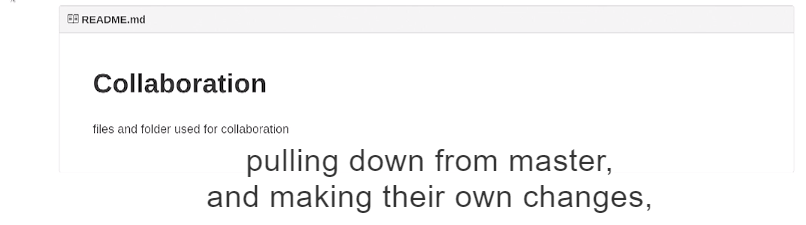 README.md
Collaboration
files and folder used for collaboration
pulling down from master,
and making their own changes,